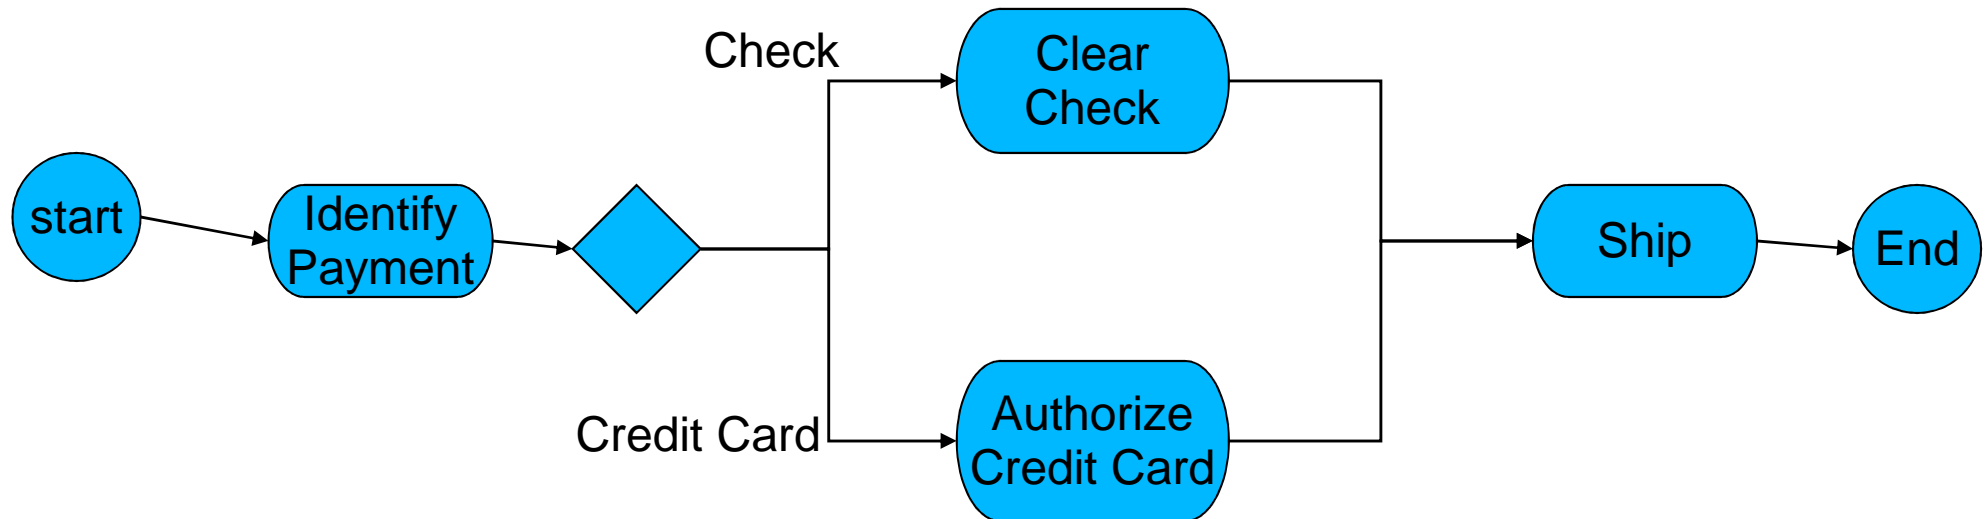 start
Identify
Payment
Check
Clear
Check
Credit Card
Authorize
Credit Card
Ship
End